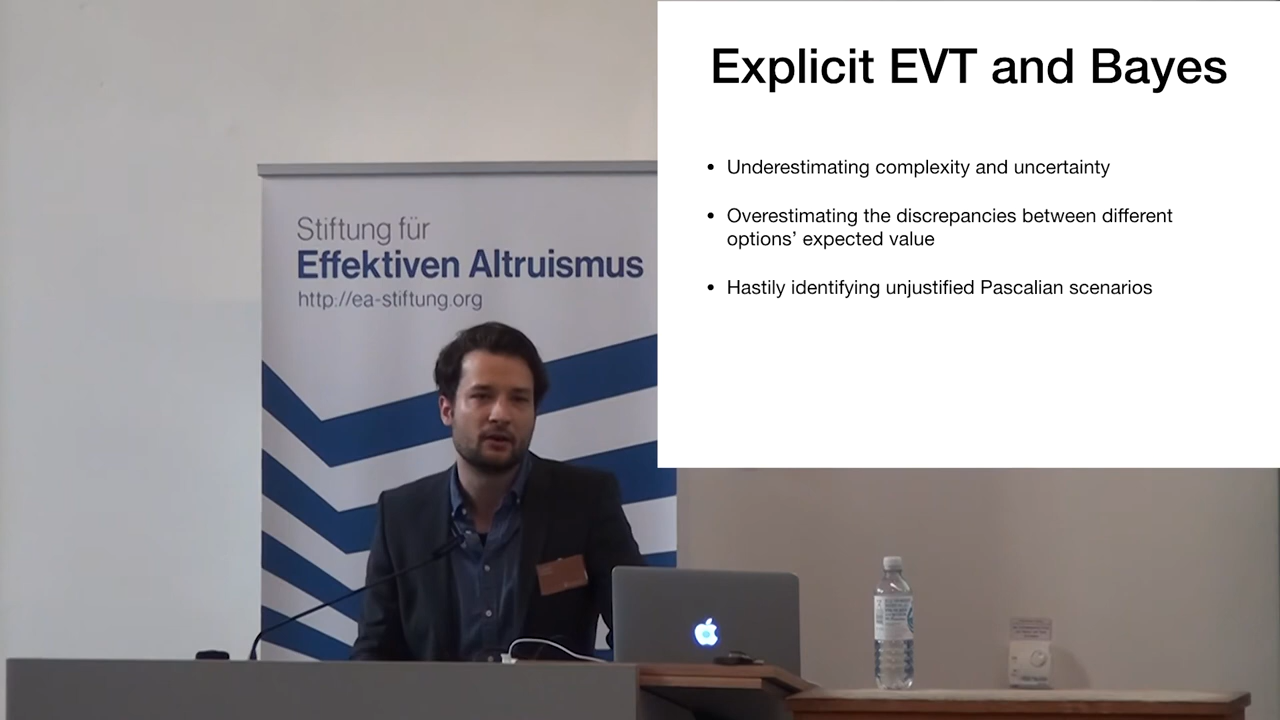 Explicit EVT and Bayes
• Underestimating complexity and uncertainty
• Overestimating the discrepancies between different
options’ expected value
• Hastily identifying unjustified Pascalian scenarios
Stiftung für
Effektiven Altruismus
http://ea-stiftung.org